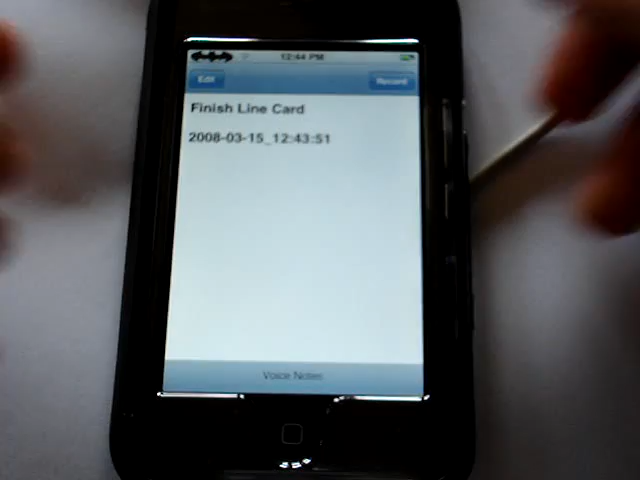 12:44 PM
Edit
Record
Finish Line Card
2008-03-15_12:43:51
Voice Notes